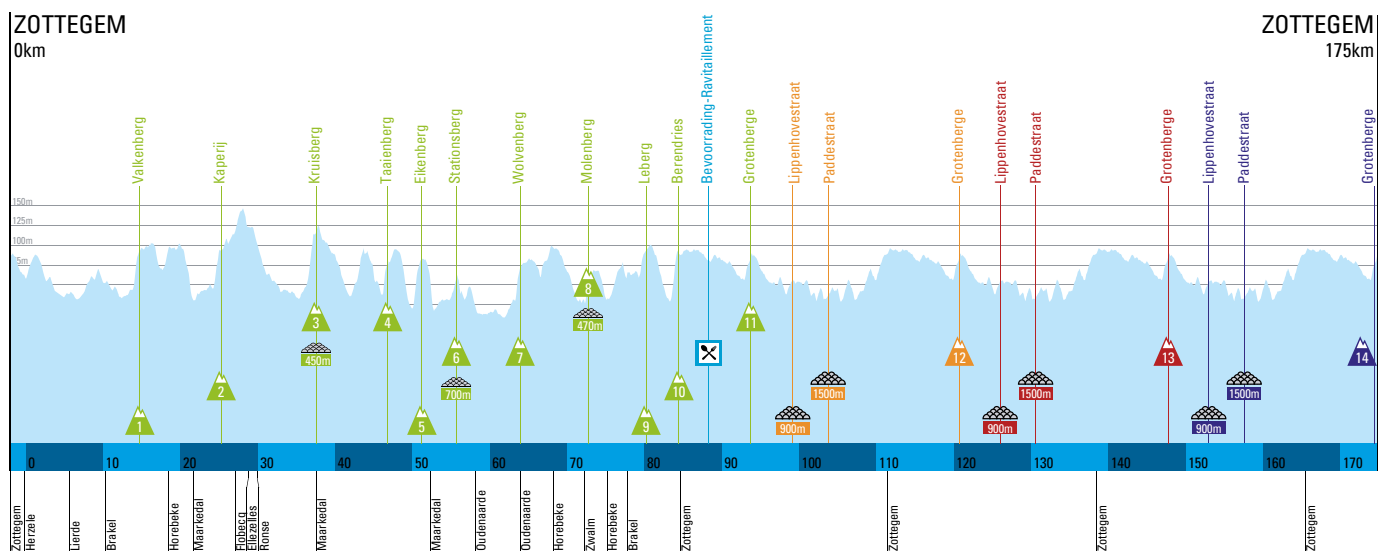 ZOTTEGEM
0km
ZOTTEGEM
175km
Valkenberg
Kaperij
Kruisberg
Taaienberg
Eikenberg
Stationsberg
Wolvenberg
Molenberg
Leberg
Berendries
Bevoorrading-Ravitaillement
Grotenberge
Lippenhovestraat
Paddestraat
Grotenberge
Lippenhovestraat
Paddestraat
Grotenberge
Lippenhovestraat
Paddestraat
Grotenberge
150m
125m
100m
75m
8
470m
3
4
11
450m
6
7
12
13
14
700m
2
10
1500m
1500m
1500m
1
5
9
900m
900m
900m
0 10 20 30 40 50 60 70 80 90 100 110 120 130 140 150 160 170
Zottegem
Herzele
Lierde
Brakel
Horebeke
Maarkedal
Flobecq
Ellezelles
Ronse
Maarkedal
Maarkedal
Oudenaarde
Oudenaarde
Horebeke
Zwalm
Horebeke
Brakel
Zottegem
Zottegem
Zottegem
Zottegem